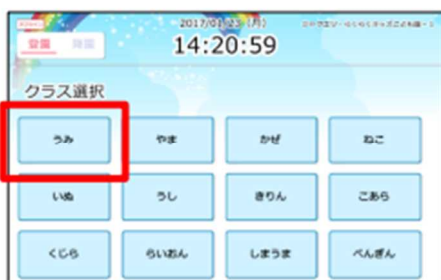 登園 降園
2017/01/23 (月)
14:20:59
クラス選択
うみ やま かぜ ねこ
いぬ うし きりん こあら
くじら らいおん しまうま ぺんぎん